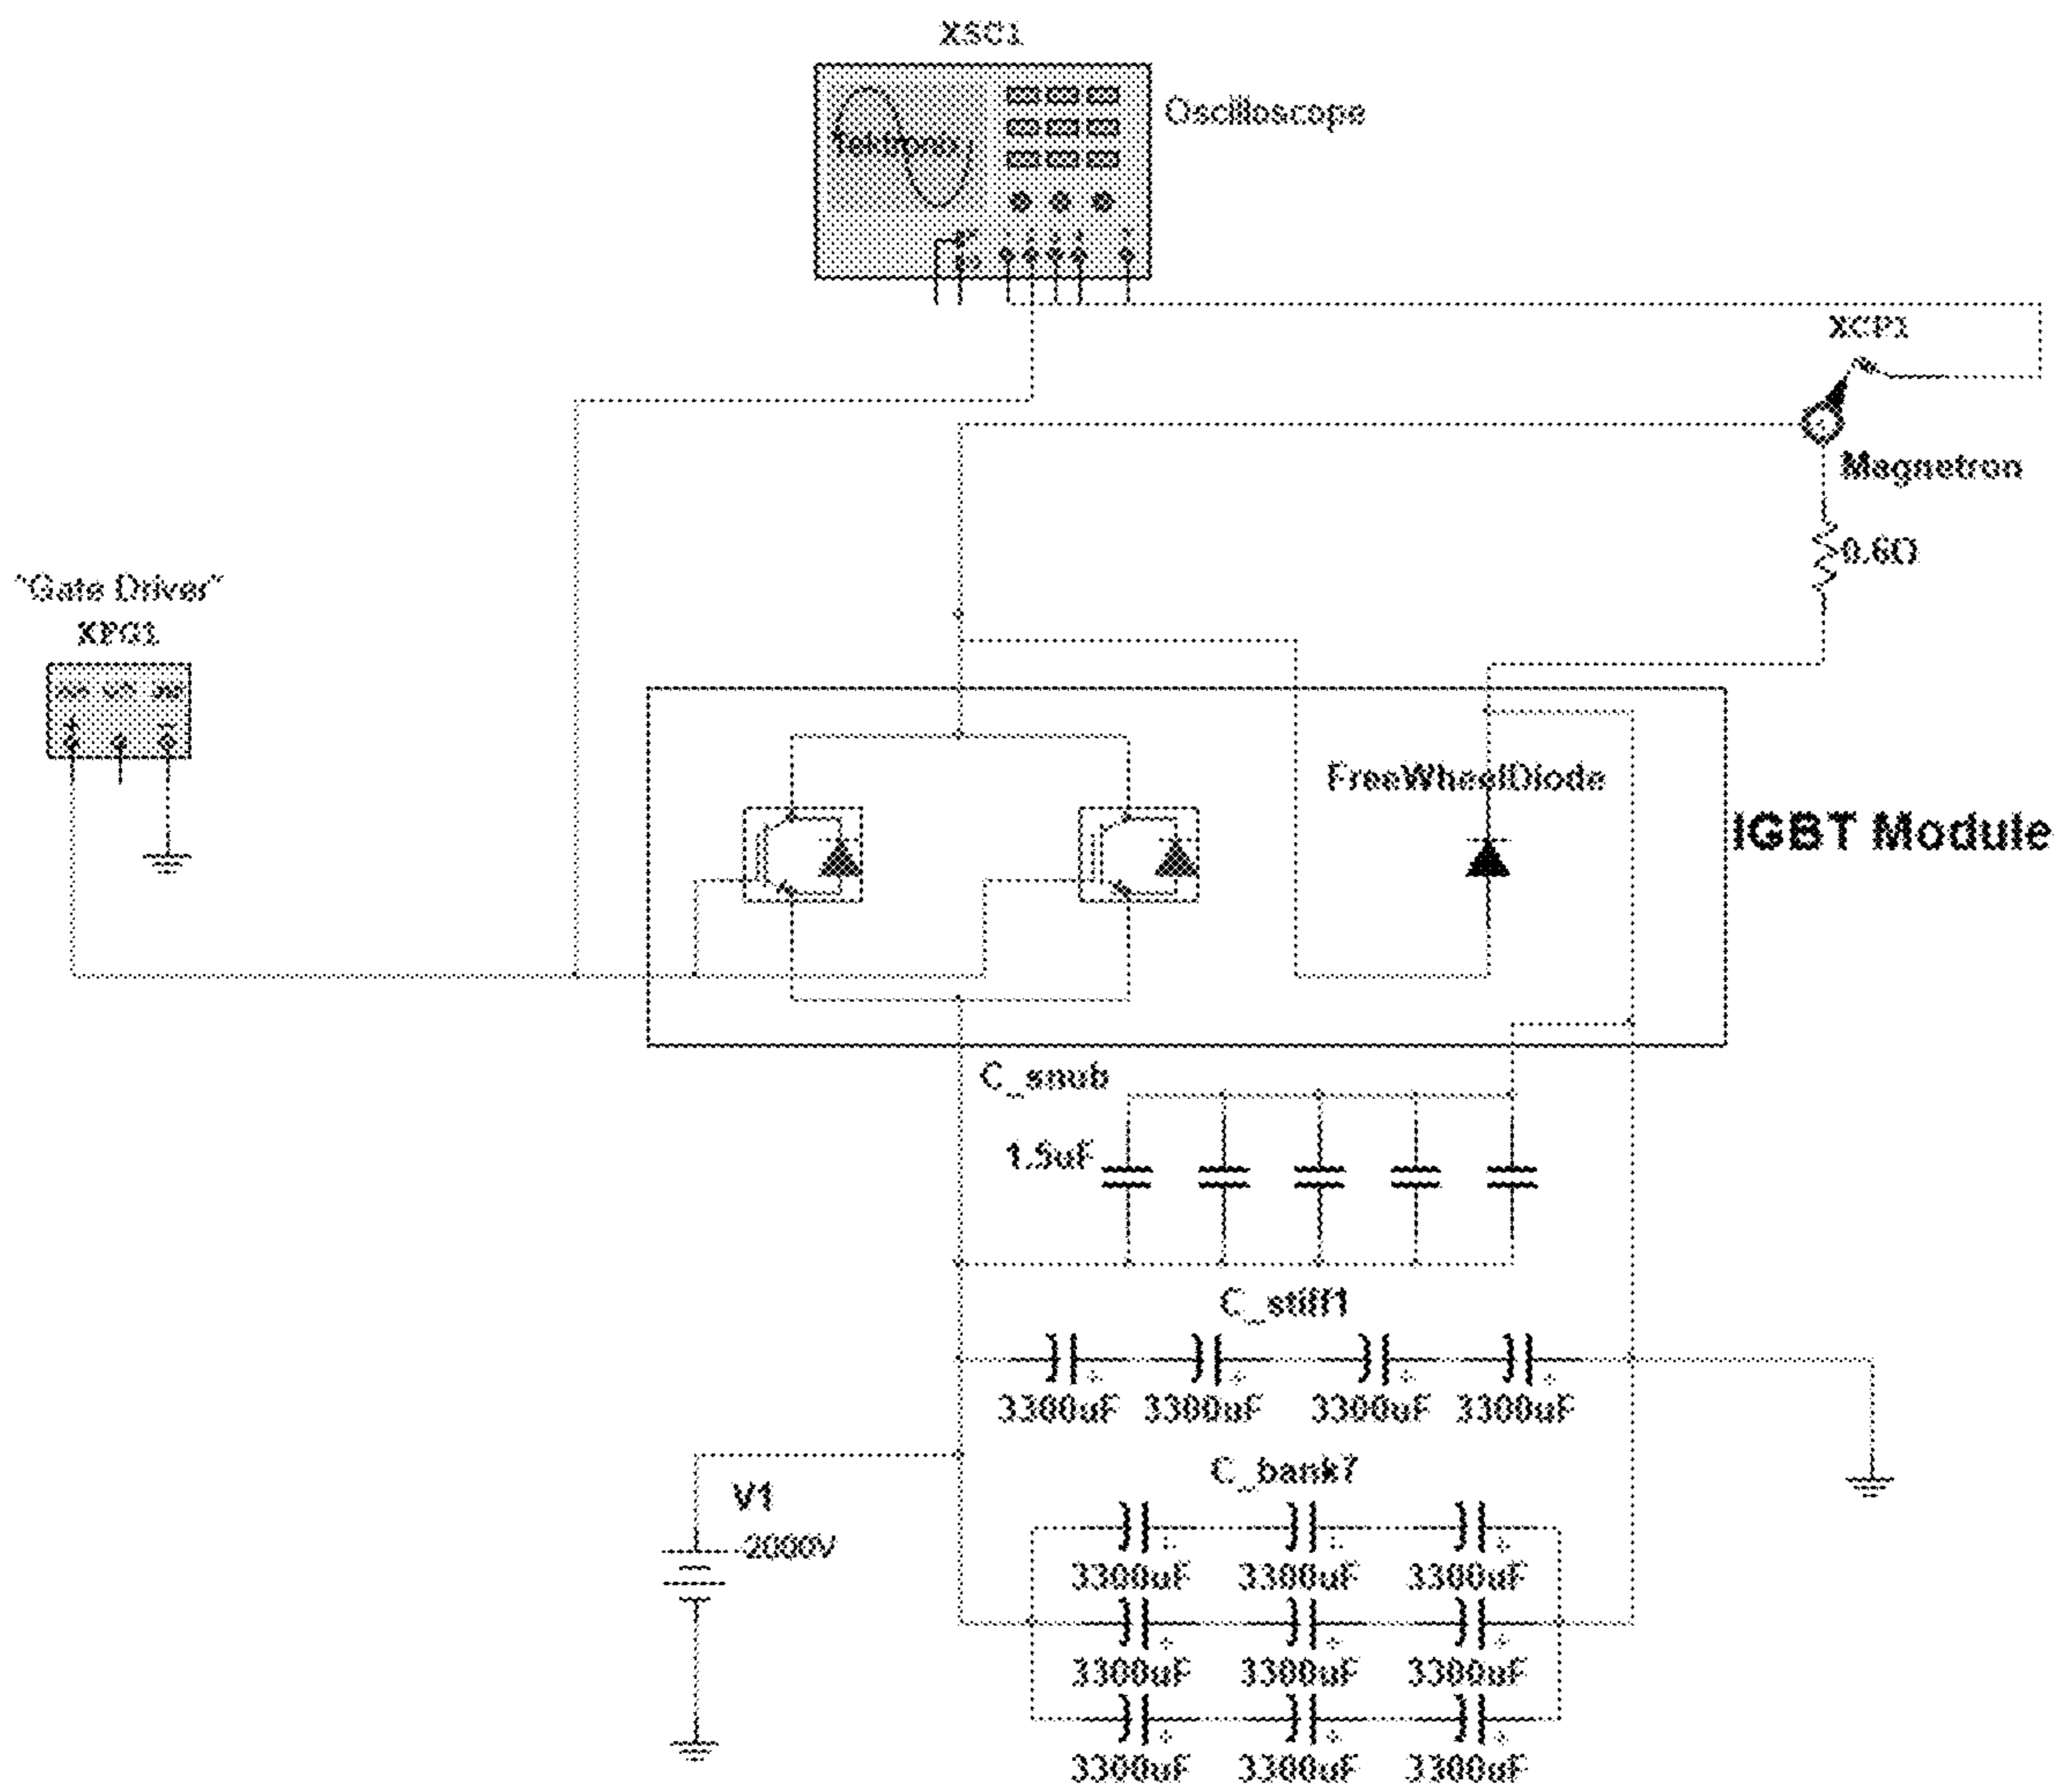 XSC1
Oscilloscope
Tektronix
XCP1
Magnetron
0.6Ω
"Gate Driver"
XFG1
FreeWheelDiode
IGBT Module
C_snub
1.5uF
C_stiff1
3300uF 3300uF 3300uF 3300uF
C_bank7
V1
-2000V
3300uF 3300uF 3300uF
3300uF 3300uF 3300uF
3300uF 3300uF 3300uF